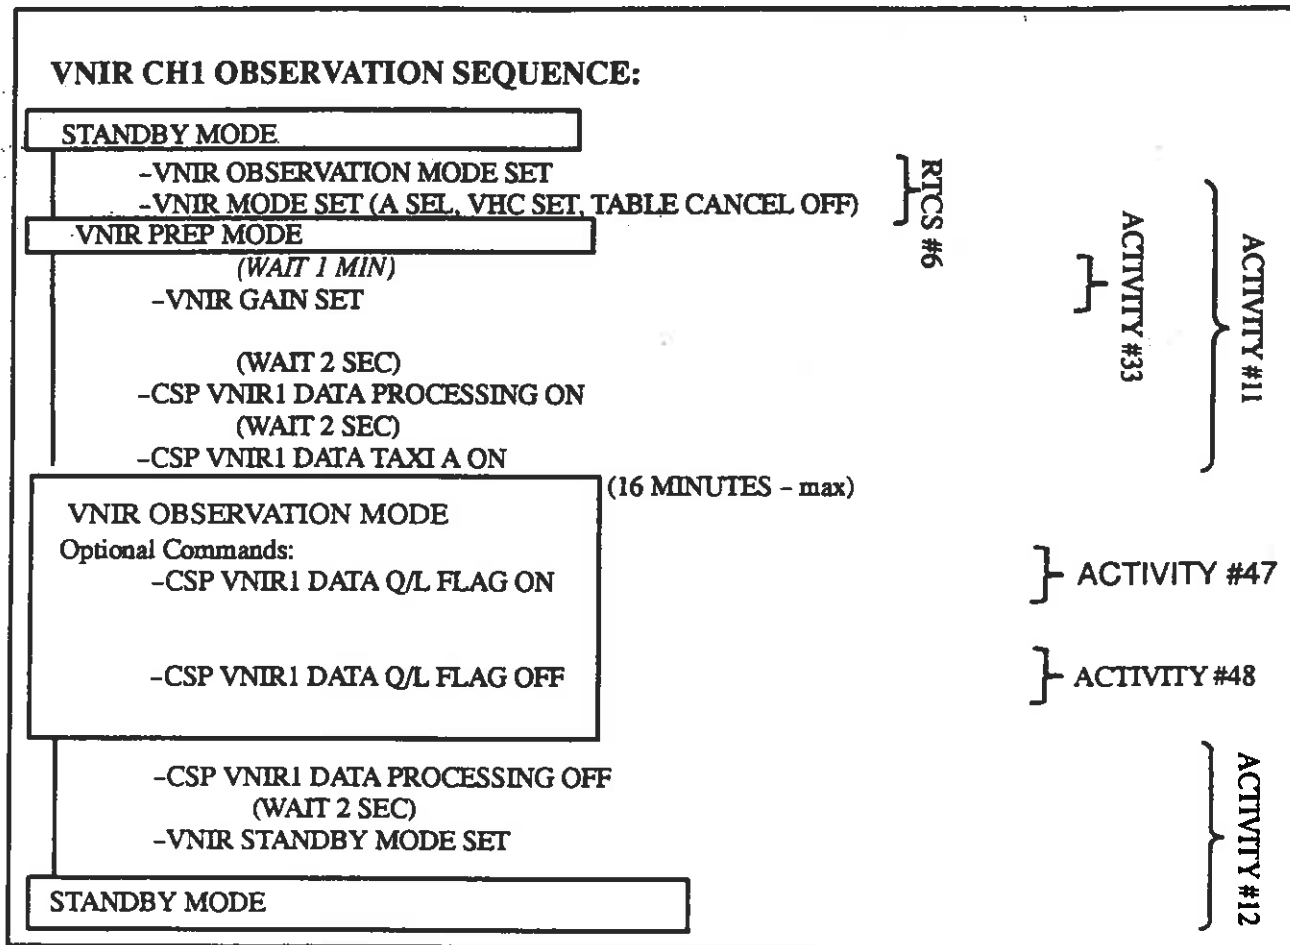 VNIR CH1 OBSERVATION SEQUENCE:
STANDBY MODE
-VNIR OBSERVATION MODE SET
-VNIR MODE SET (A SEL, VHC SET, TABLE CANCEL OFF)
RTCS #6
VNIR PREP MODE
(WAIT 1 MIN)
-VNIR GAIN SET
ACTIVITY #33
ACTIVITY #11
(WAIT 2 SEC)
-CSP VNIR1 DATA PROCESSING ON
(WAIT 2 SEC)
-CSP VNIR1 DATA TAXI A ON
(16 MINUTES - max)
VNIR OBSERVATION MODE
Optional Commands:
-CSP VNIR1 DATA Q/L FLAG ON
ACTIVITY #47
-CSP VNIR1 DATA Q/L FLAG OFF
ACTIVITY #48
-CSP VNIR1 DATA PROCESSING OFF
(WAIT 2 SEC)
-VNIR STANDBY MODE SET
ACTIVITY #12
STANDBY MODE